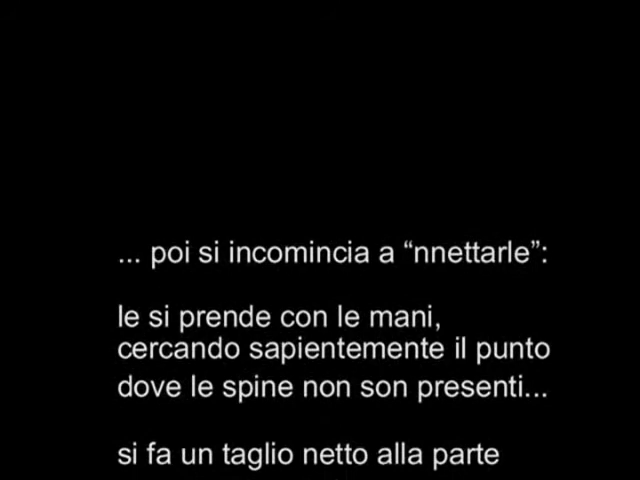 ... poi si incomincia a “nnettarle”:
le si prende con le mani,
cercando sapientemente il punto
dove le spine non son presenti...
si fa un taglio netto alla parte